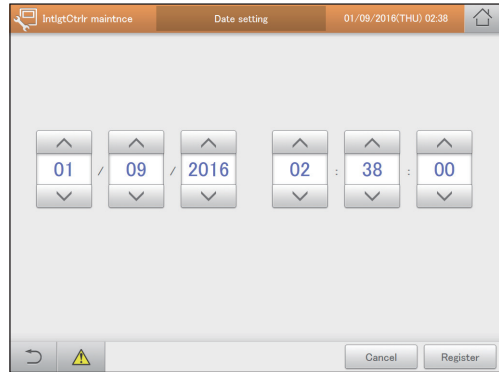 IntlgtCtrlr maintnce
Date setting
01/09/2016(THU) 02:38
01 / 09 / 2016 02 : 38 : 00
Cancel
Register